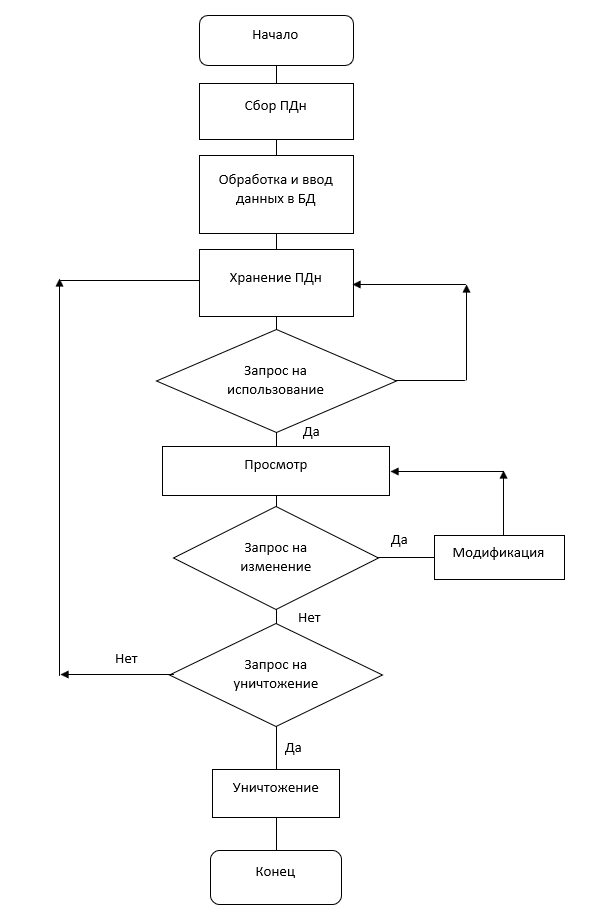 Начало
Сбор ПДн
Обработка и ввод
данных в БД
Хранение ПДн
Запрос на
использование
Да
Просмотр
Запрос на
изменение
Да
Модификация
Нет
Запрос на
уничтожение
Нет
Да
Уничтожение
Конец